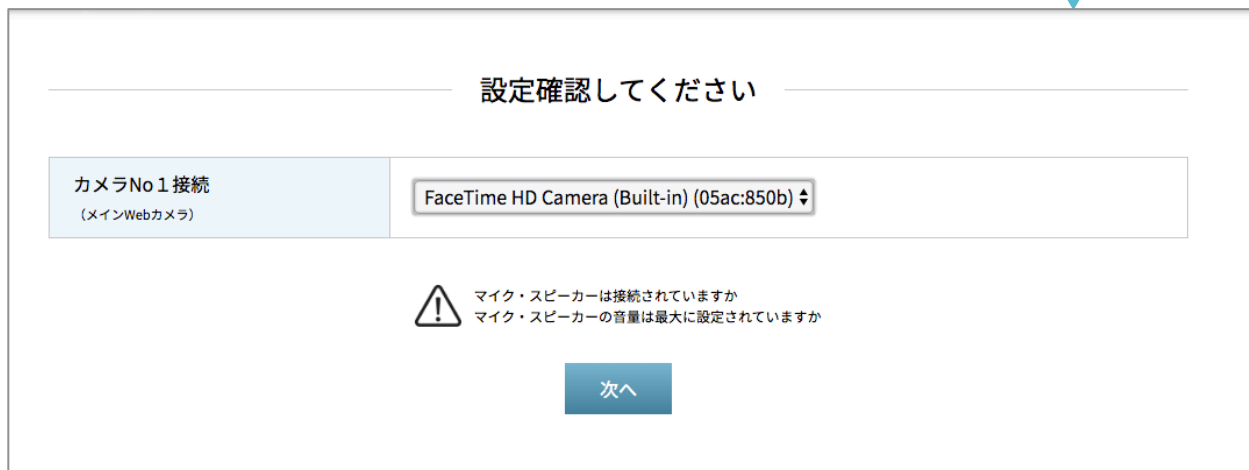 設定確認してください
カメラNo１接続
（メインWebカメラ）
FaceTime HD Camera (Built-in) (05ac:850b)
マイク・スピーカーは接続されていますか
マイク・スピーカーの音量は最大に設定されていますか
次へ